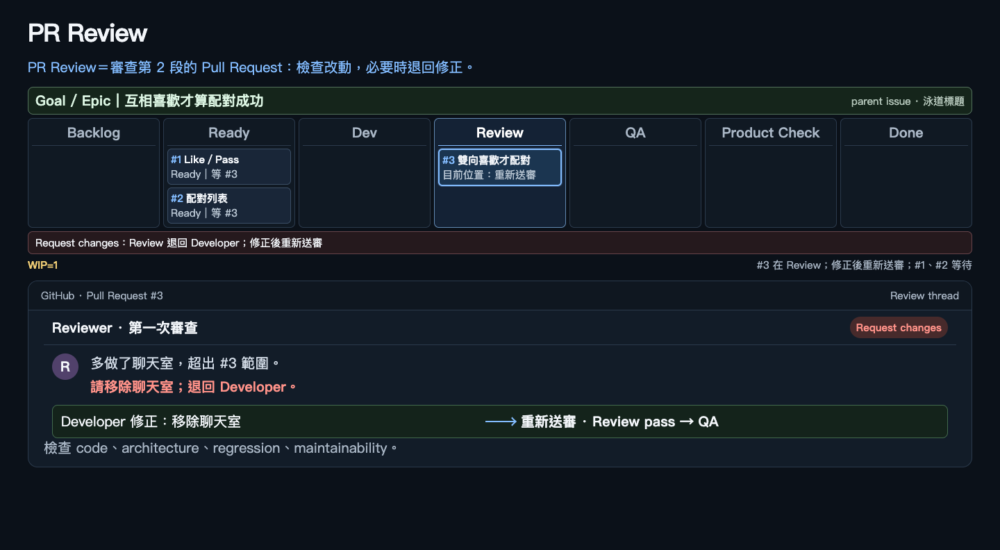 PR Review
PR Review＝審查第 2 段的 Pull Request：檢查改動，必要時退回修正。
Goal / Epic｜互相喜歡才算配對成功
parent issue · 泳道標題
Backlog
Ready
#1 Like / Pass
Ready｜等 #3
#2 配對列表
Ready｜等 #3
Dev
Review
#3 雙向喜歡才配對
目前位置：重新送審
QA
Product Check
Done
Request changes：Review 退回 Developer；修正後重新送審
WIP=1
#3 在 Review；修正後重新送審；#1、#2 等待
GitHub · Pull Request #3
Review thread
Reviewer · 第一次審查
Request changes
R
多做了聊天室，超出 #3 範圍。
請移除聊天室；退回 Developer。
Developer 修正：移除聊天室
⟶ 重新送審 · Review pass → QA
檢查 code、architecture、regression、maintainability。